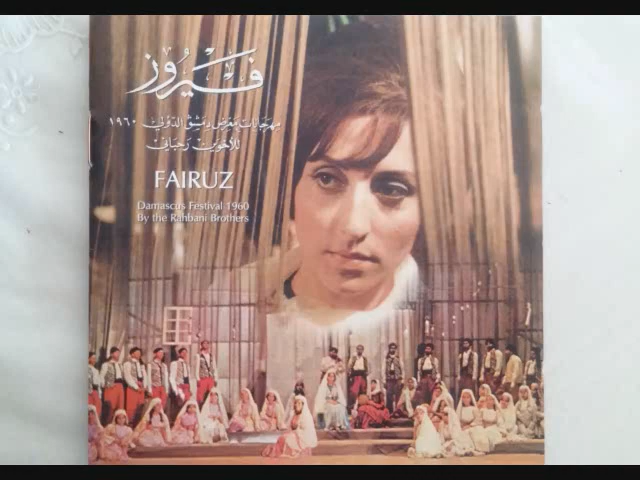 فيروز
مهرجانات معرض دمشق الدولي ١٩٦٠
للأخوين رحباني
FAIRUZ
Damascus Festival 1960
By the Rahbani Brothers